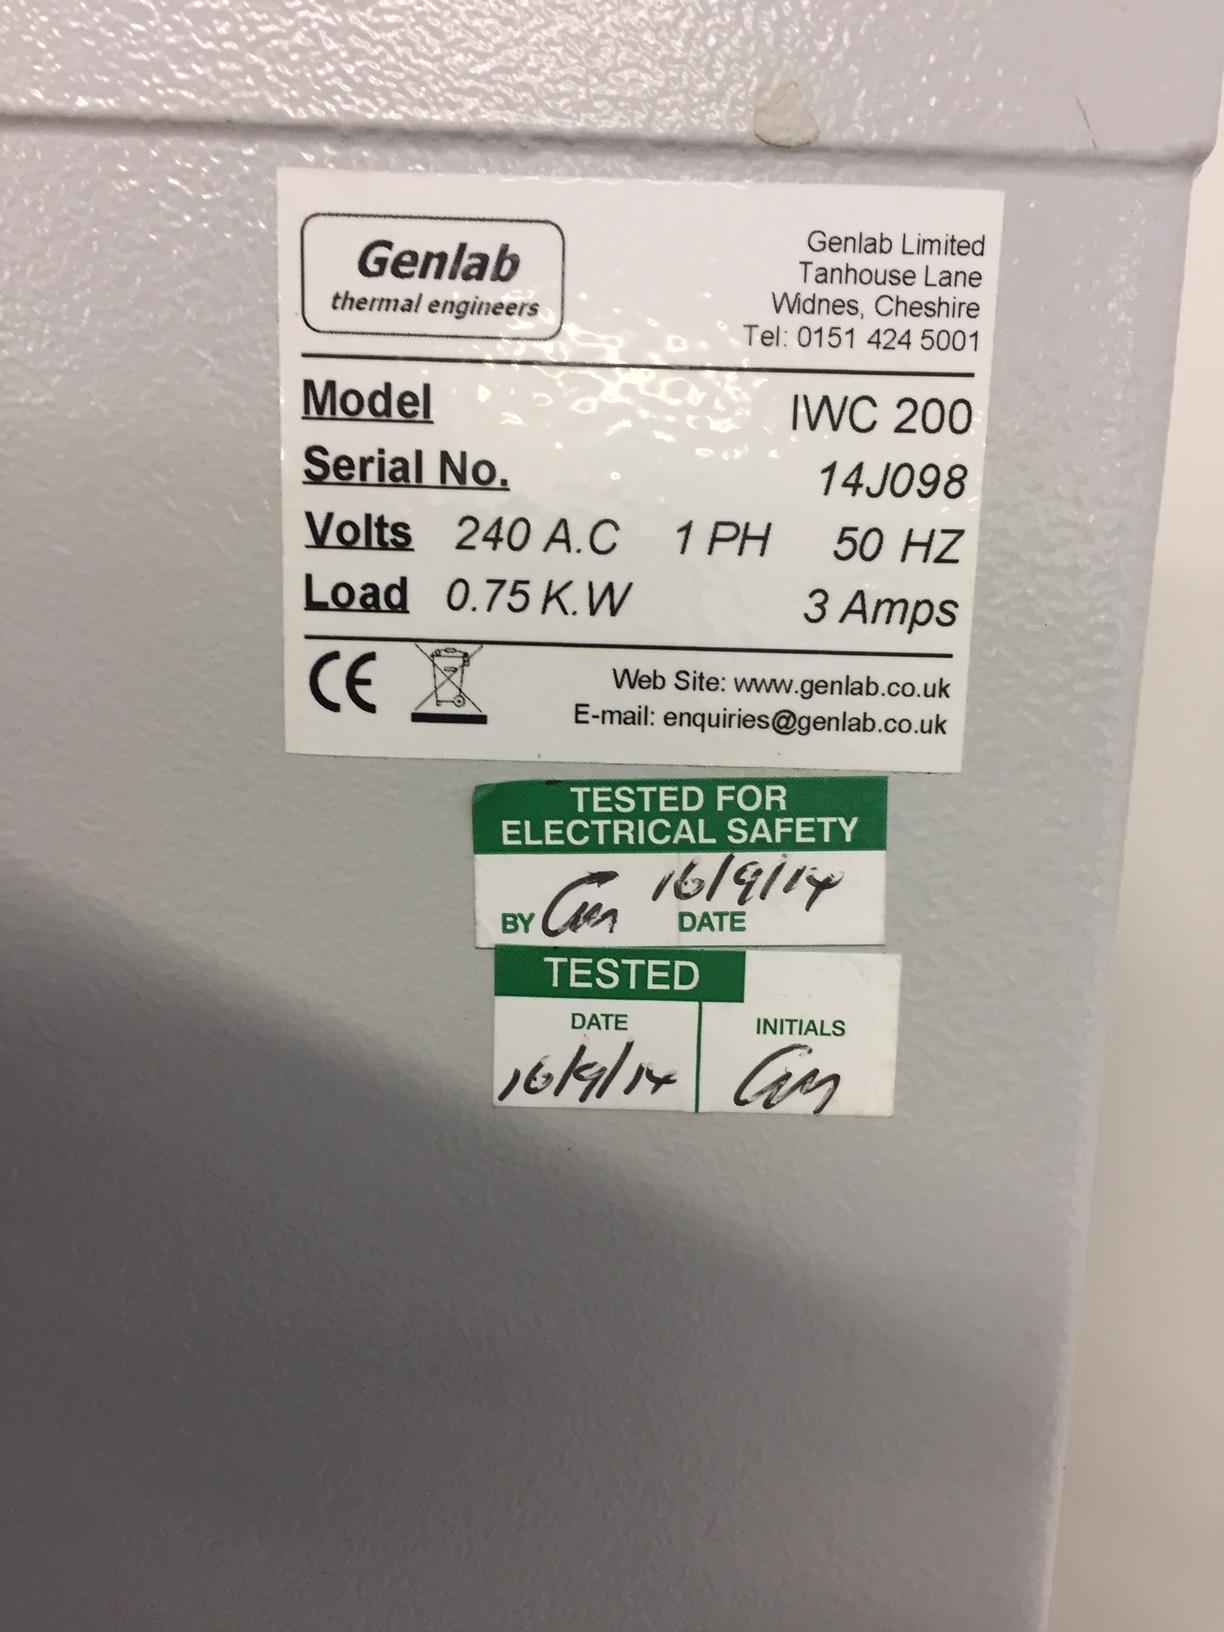 Genlab
thermal engineers
Genlab Limited
Tanhouse Lane
Widnes, Cheshire
Tel: 0151 424 5001
Model IWC 200
Serial No. 14J098
Volts 240 A.C 1 PH 50 HZ
Load 0.75 K.W 3 Amps
CE
Web Site: www.genlab.co.uk
E-mail: enquiries@genlab.co.uk
TESTED FOR
ELECTRICAL SAFETY
BY DATE 16/9/14
TESTED
DATE INITIALS
16/9/14